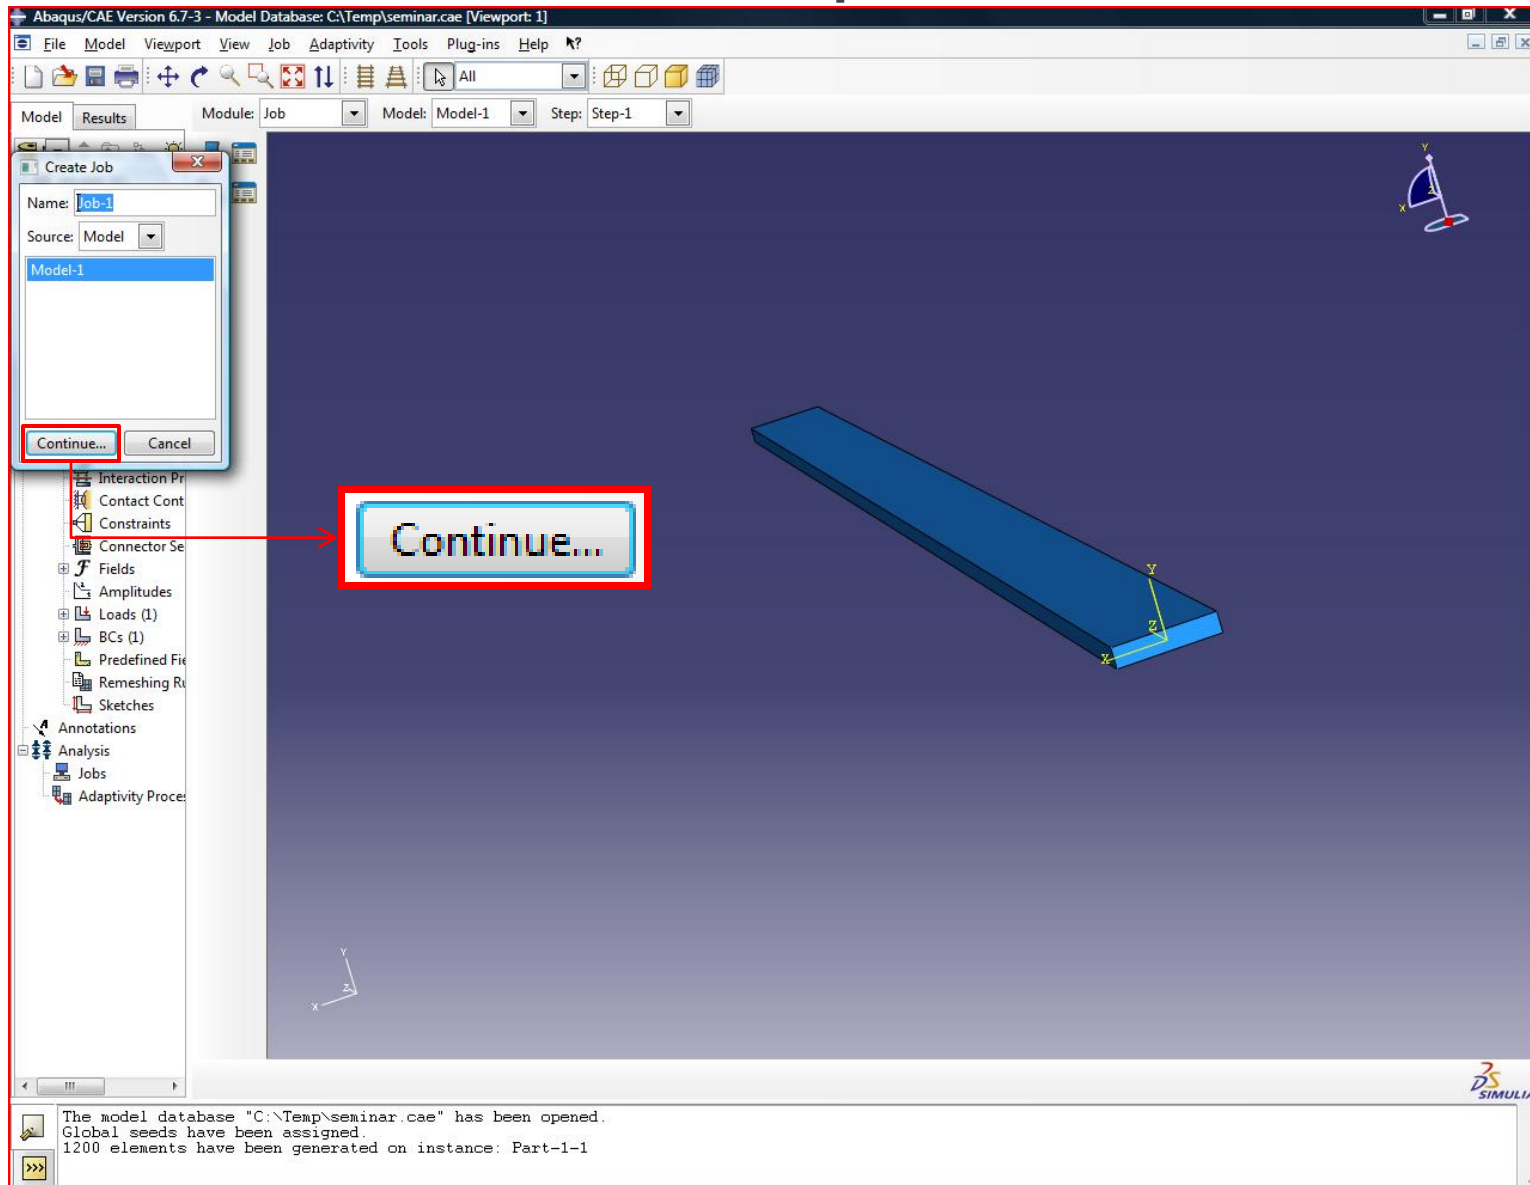 Abaqus/CAE Version 6.7-3 - Model Database: C:\Temp\seminar.cae [Viewport: 1]
File Model Viewport View Job Adaptivity Tools Plug-ins Help
All
Model Results Module: Job Model: Model-1 Step: Step-1
Create Job
Name: Job-1
Source: Model
Model-1
Continue... Cancel
Interaction Pr
Contact Cont
Constraints
Connector Se
Fields
Amplitudes
Loads (1)
BCs (1)
Predefined Fie
Remeshing Ru
Sketches
Annotations
Analysis
Jobs
Adaptivity Proce
Continue...
Y
Z
X
Y
Z
X
Y
Z
X
SIMULIA
The model database "C:\Temp\seminar.cae" has been opened.
Global seeds have been assigned.
1200 elements have been generated on instance: Part-1-1
>>>